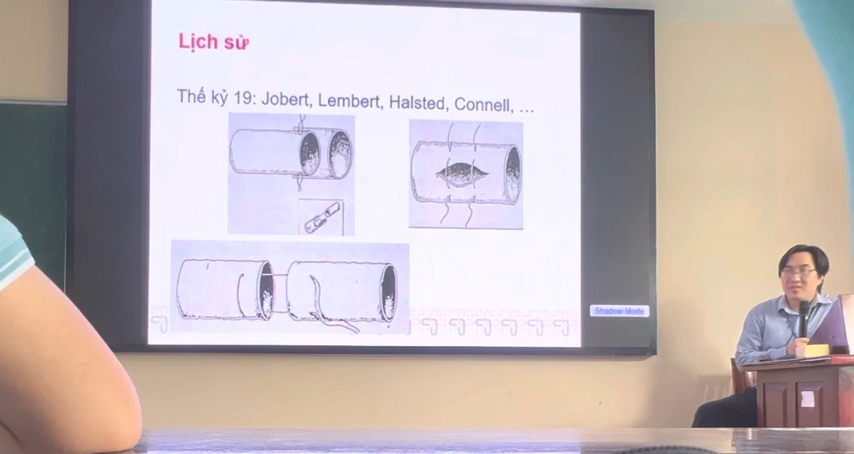 Lịch sử
Thế kỷ 19: Jobert, Lembert, Halsted, Connell, ...
Shadow Mode